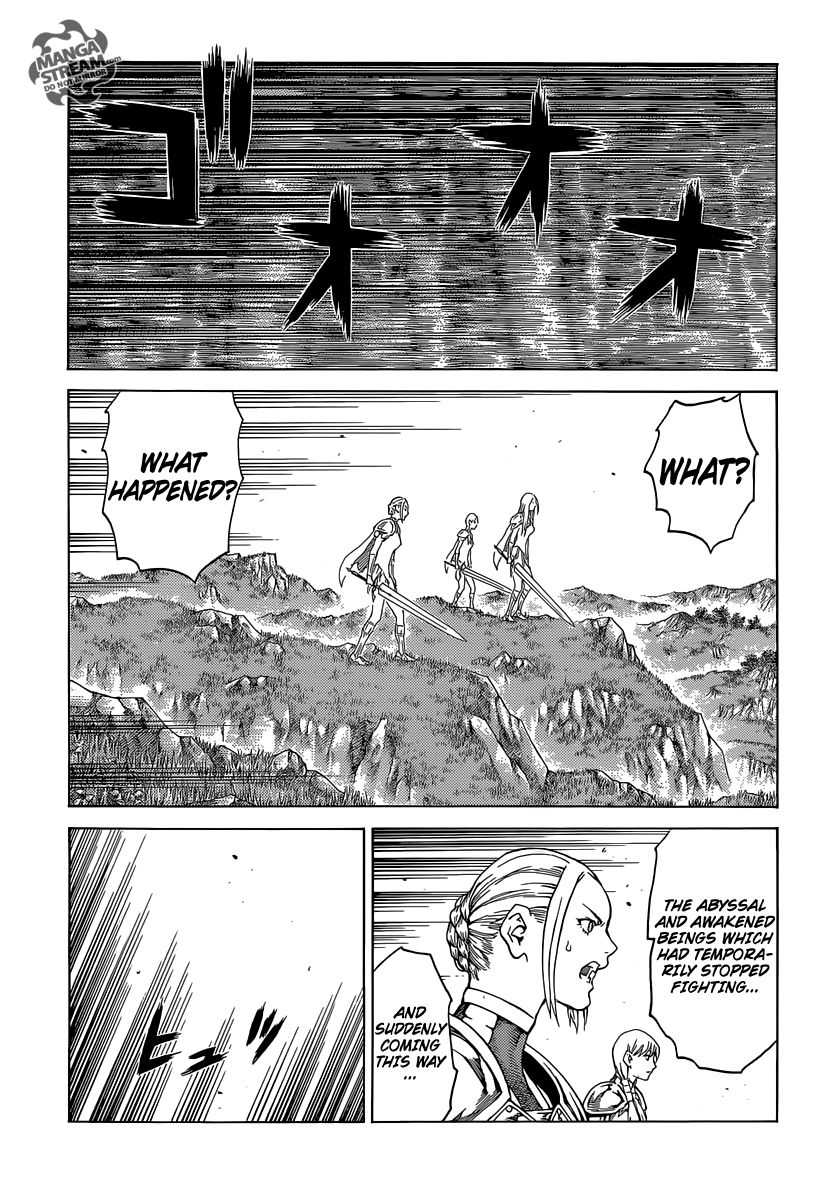 MANGA
STREAM.com
DO NOT MIRROR
ゴオオオ
WHAT?
WHAT
HAPPENED?
THE ABYSSAL
AND AWAKENED
BEINGS WHICH
HAD TEMPORA-
RILY STOPPED
FIGHTING...
AND
SUDDENLY
COMING
THIS WAY
...
ヒュッ